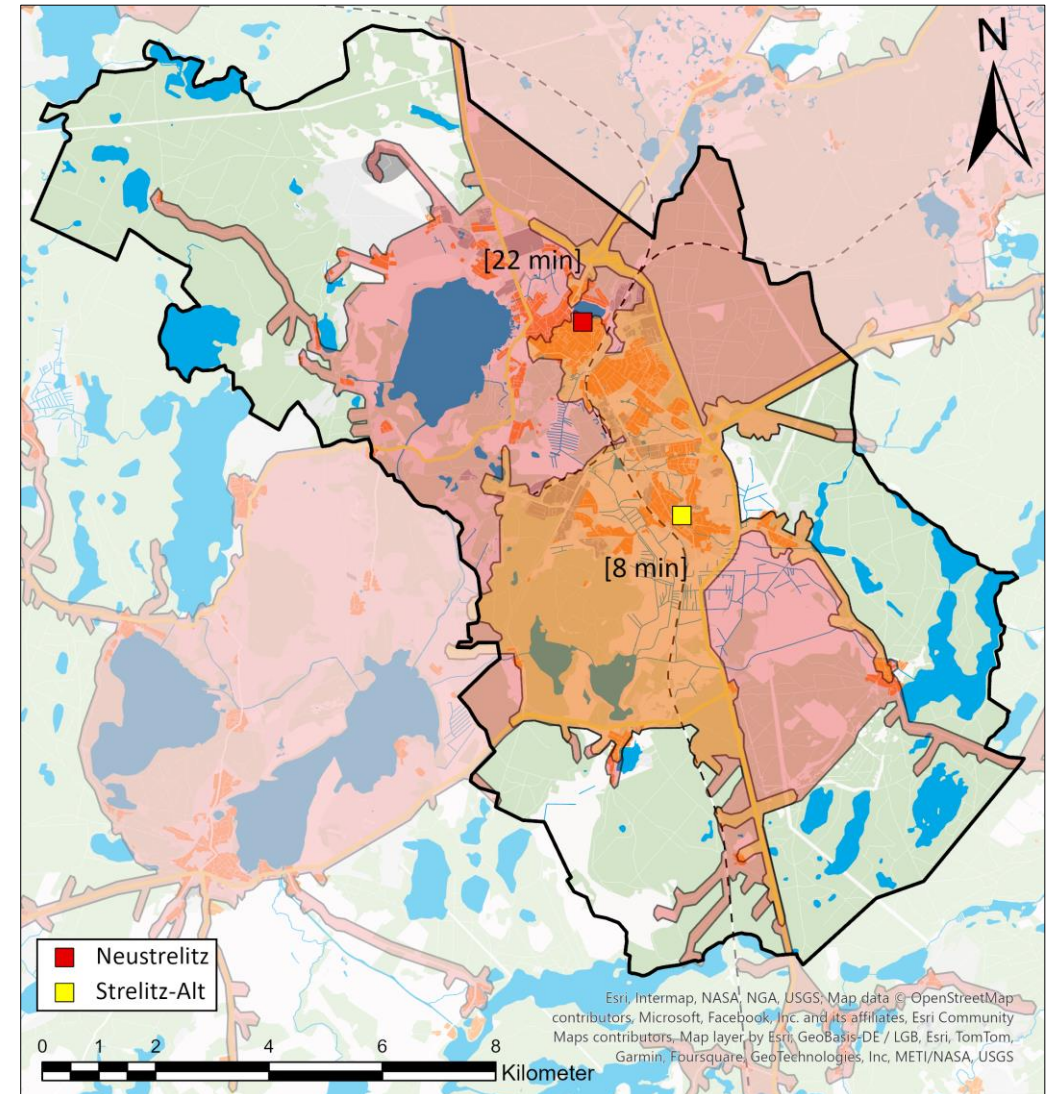 N
[22 min]
[8 min]
Neustrelitz
Strelitz-Alt
0 1 2 4 6 8
Kilometer
Esri, Intermap, NASA, NGA, USGS; Map data © OpenStreetMap
contributors, Microsoft, Facebook, Inc. and its affiliates, Esri Community
Maps contributors, Map layer by Esri, GeoBasis-DE / LGB, Esri, TomTom,
Garmin, Foursquare, GeoTechnologies, Inc, METI/NASA, USGS